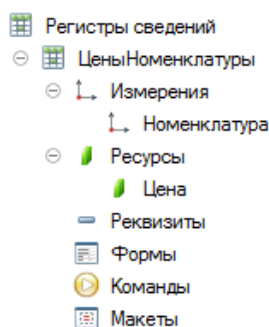 Регистры сведений
ЦеныНоменклатуры
Измерения
Номенклатура
Ресурсы
Цена
Реквизиты
Формы
Команды
Макеты